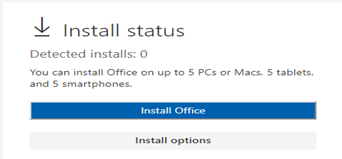 Install status
Detected installs: 0
You can install Office on up to 5 PCs or Macs, 5 tablets,
and 5 smartphones.
Install Office
Install options